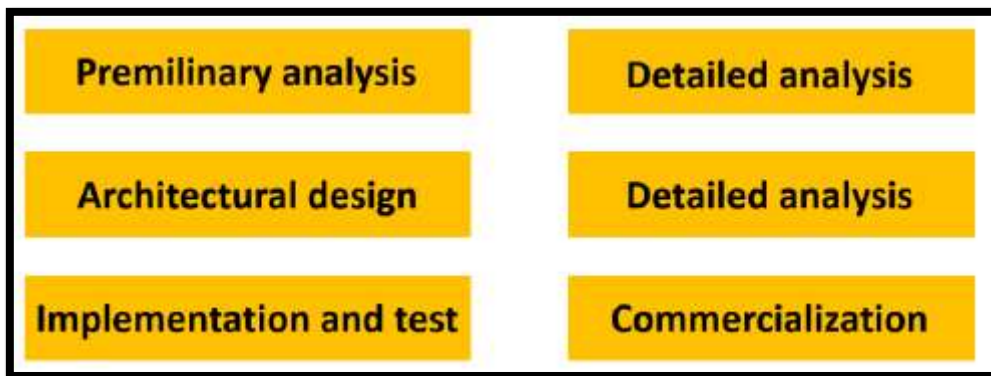 Premilinary analysis
Detailed analysis
Architectural design
Detailed analysis
Implementation and test
Commercialization